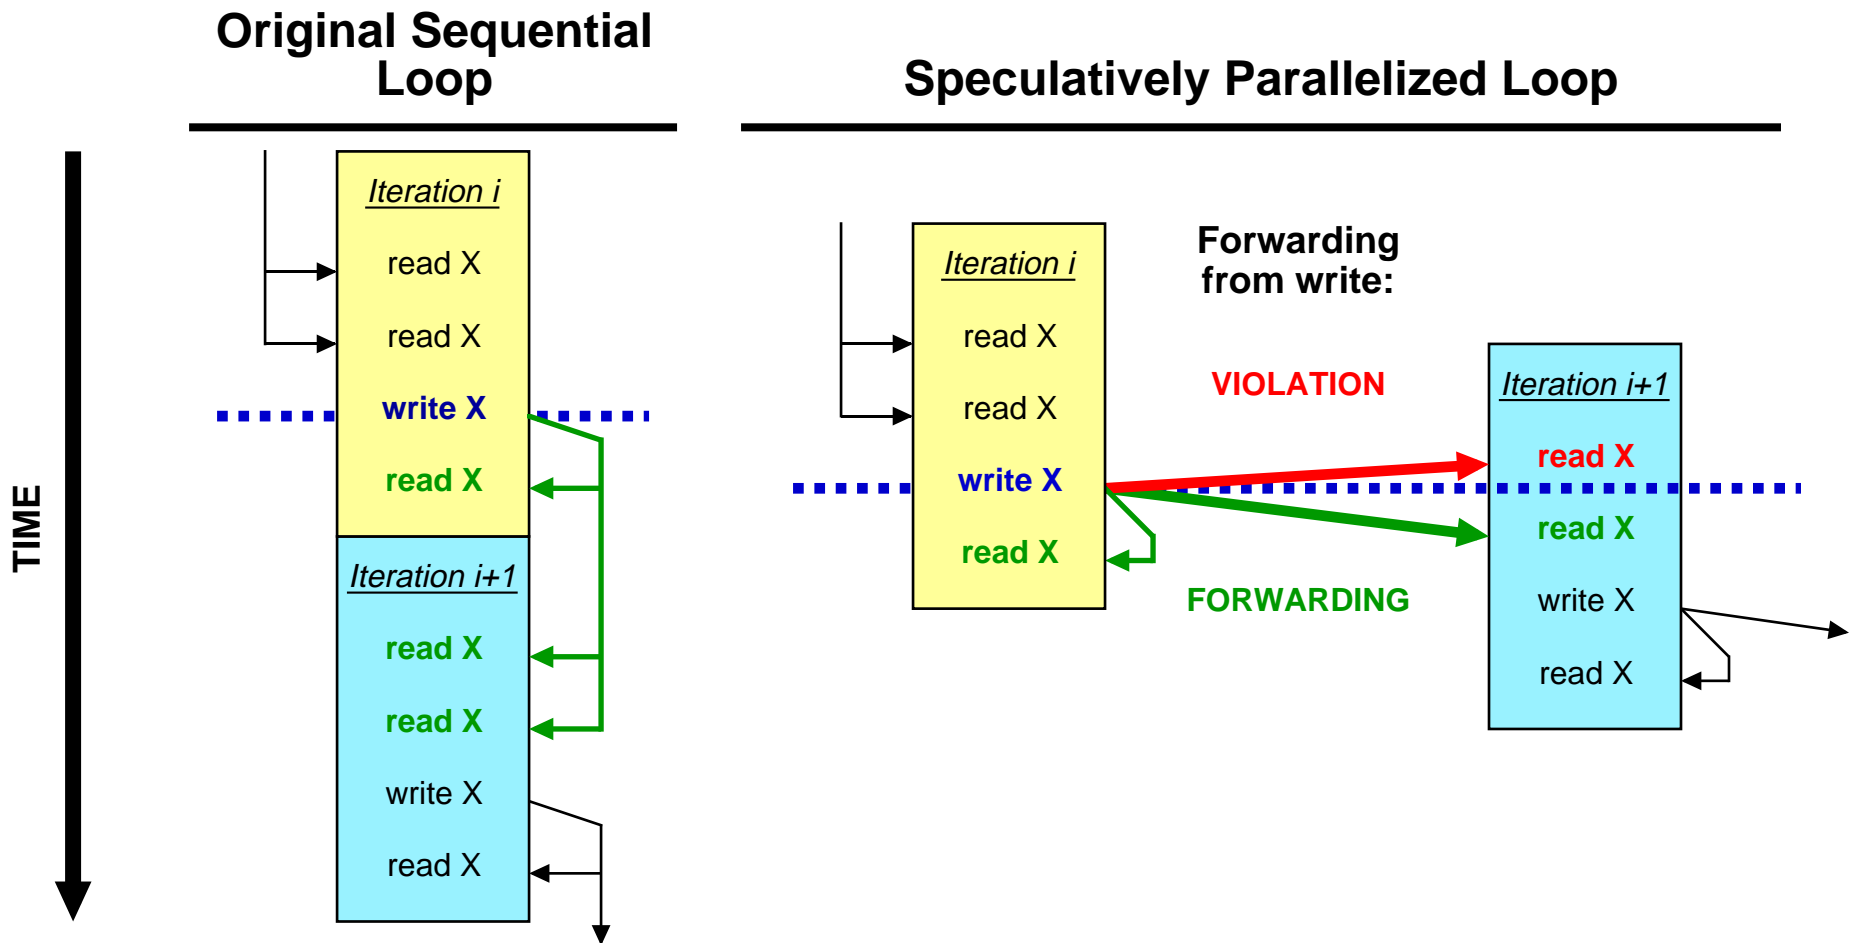 Original Sequential
Loop
Speculatively Parallelized Loop
TIME
Iteration i
read X
read X
write X
read X
Iteration i+1
read X
read X
write X
read X
Iteration i
read X
read X
write X
read X
Forwarding
from write:
VIOLATION
FORWARDING
Iteration i+1
read X
read X
write X
read X